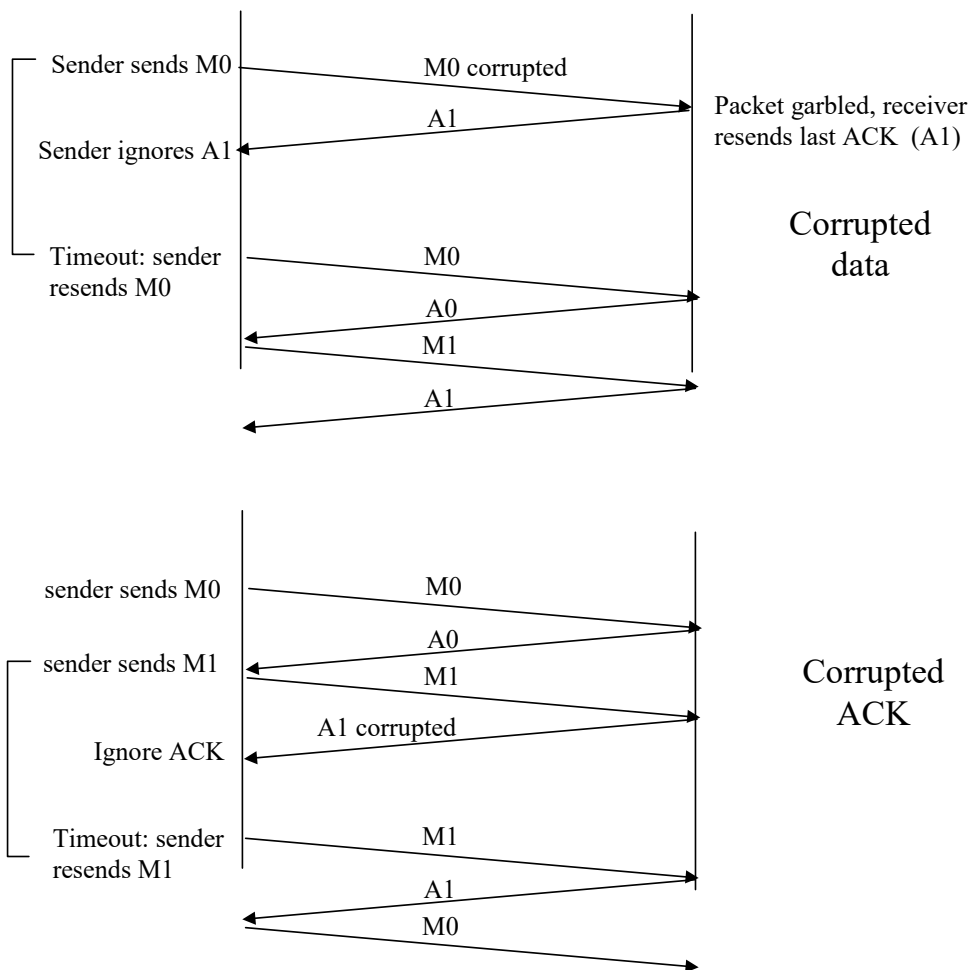 Sender sends M0
M0 corrupted
Packet garbled, receiver
resends last ACK  (A1)
A1
Sender ignores A1
Corrupted
data
Timeout: sender
resends M0
M0
A0
M1
A1
sender sends M0
M0
A0
sender sends M1
M1
Corrupted
ACK
A1 corrupted
Ignore ACK
Timeout: sender
resends M1
M1
A1
M0